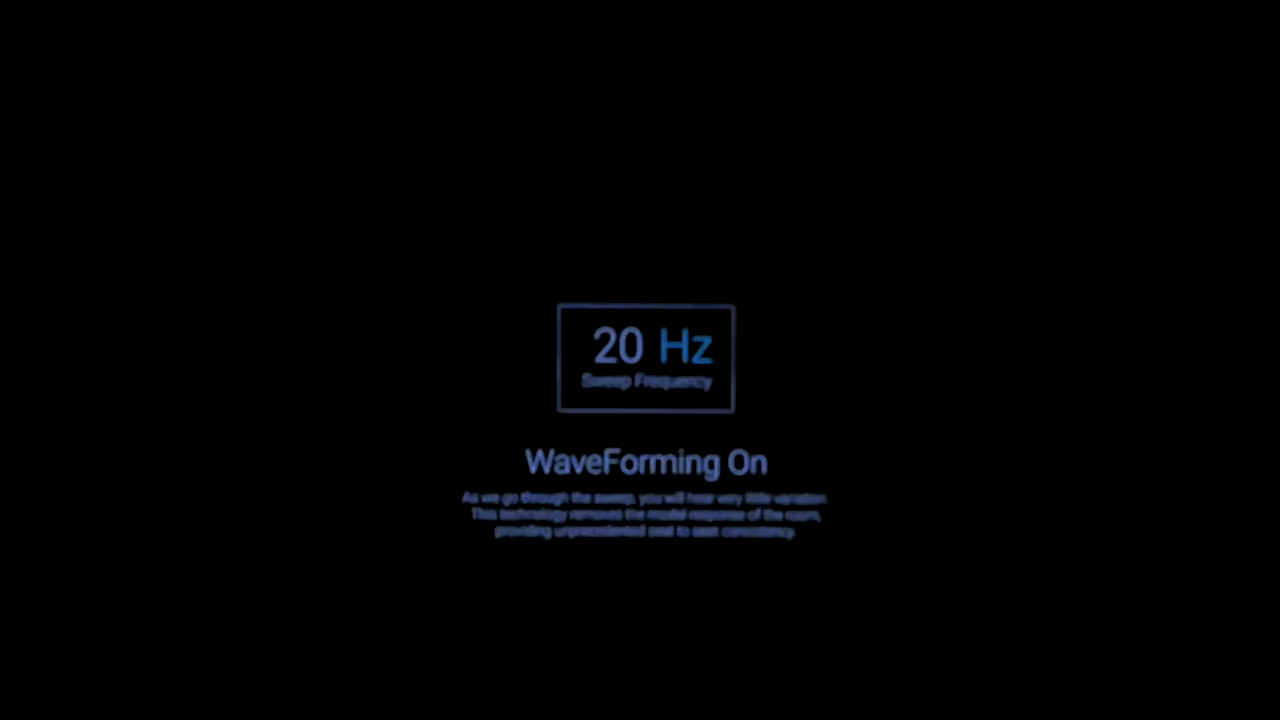 20 Hz
Sweep Frequency
WaveForming On
As we go through the sweep, you will hear very little variation.
This technology removes the modal response of the room,
providing unprecedented seat to seat consistency.